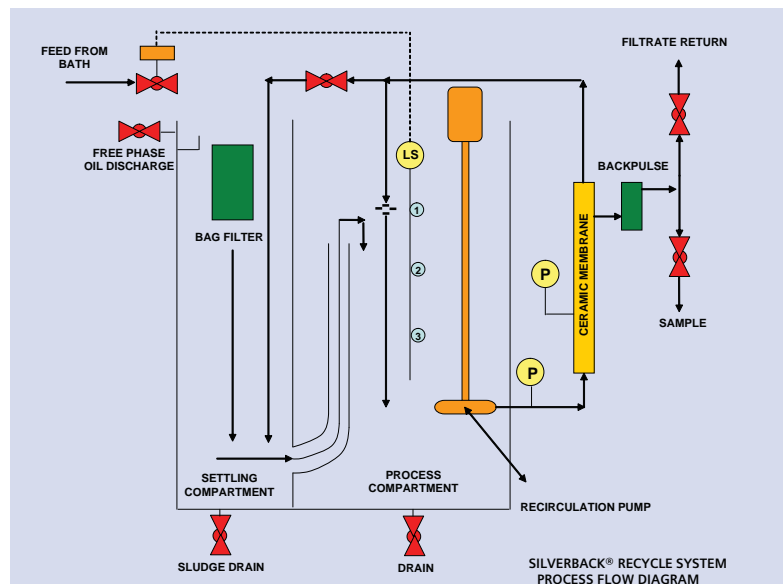 FEED FROM
BATH
FILTRATE RETURN
FREE PHASE
OIL DISCHARGE
LS
BACKPULSE
BAG FILTER
1
2
3
P
CERAMIC MEMBRANE
P
SAMPLE
SETTLING
COMPARTMENT
PROCESS
COMPARTMENT
RECIRCULATION PUMP
SLUDGE DRAIN
DRAIN
SILVERBACK® RECYCLE SYSTEM
PROCESS FLOW DIAGRAM